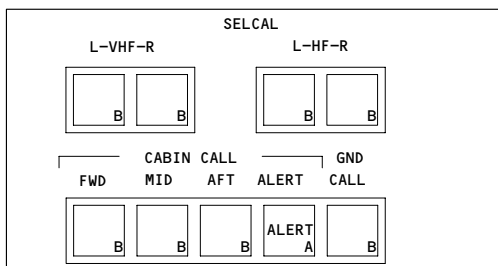 SELCAL
L-VHF-R L-HF-R
B B B B
CABIN CALL GND
FWD MID AFT ALERT CALL
ALERT
B B B A B